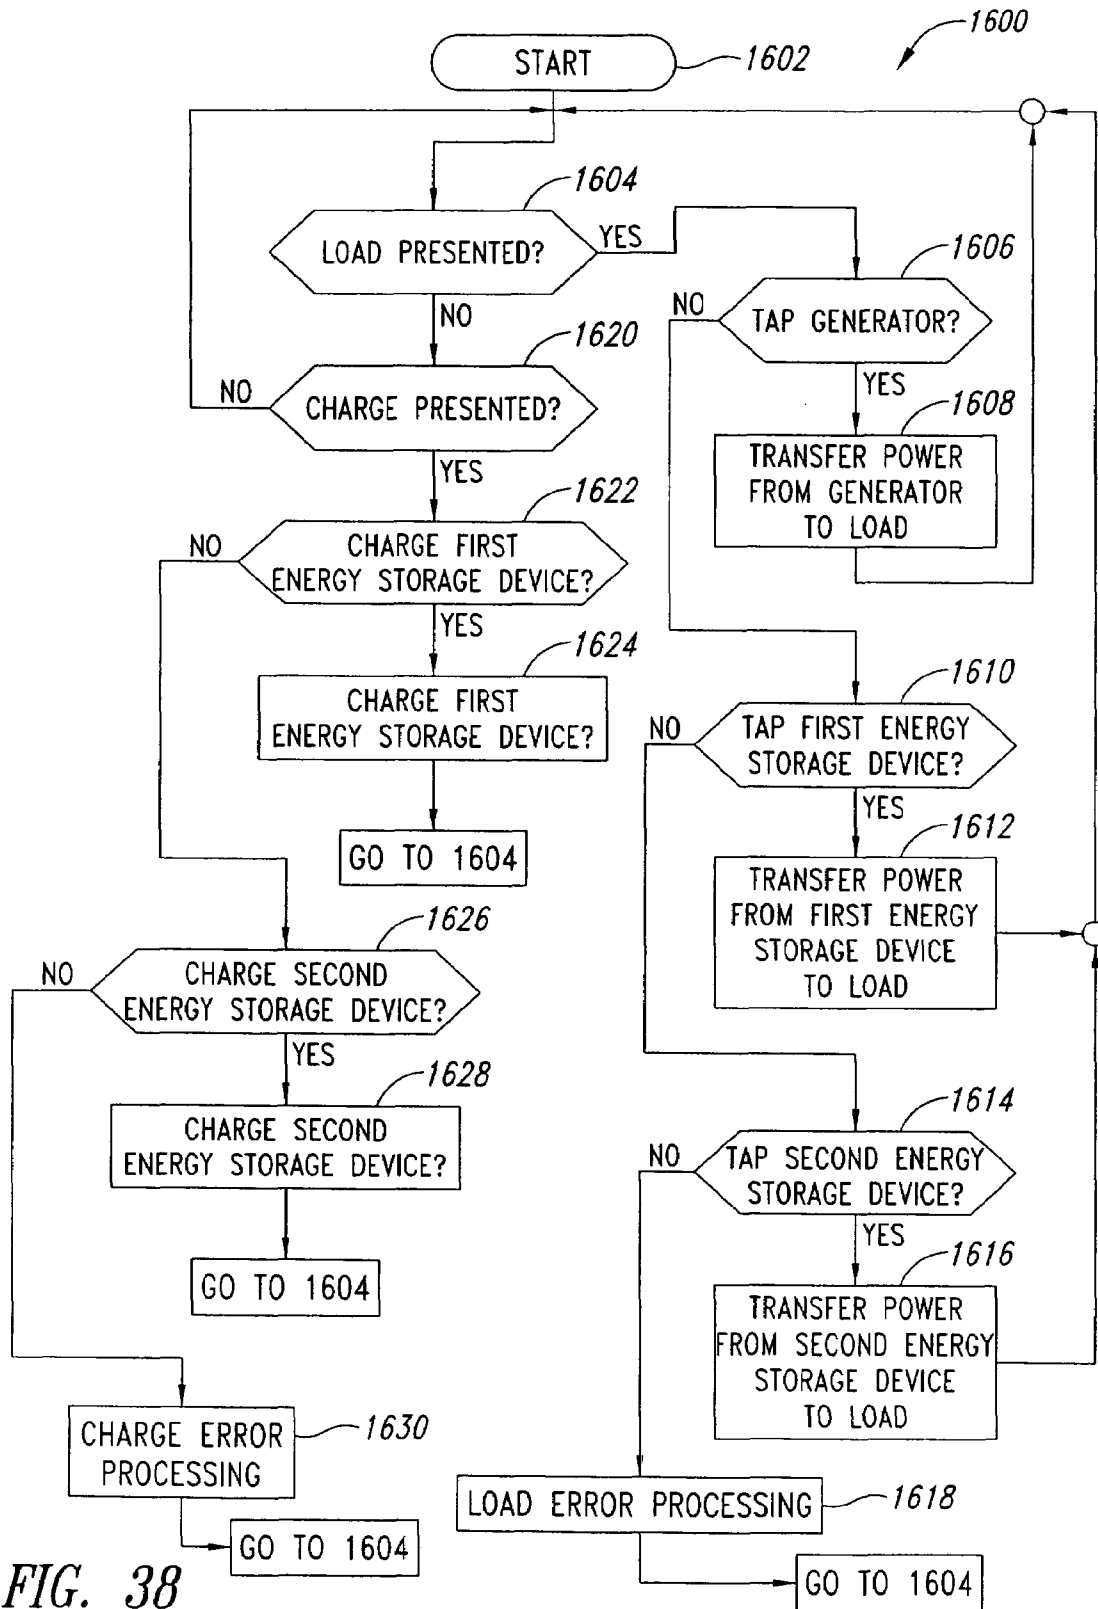 1600
START
1602
1604
LOAD PRESENTED?
YES
NO
1606
TAP GENERATOR?
NO
YES
1608
TRANSFER POWER
FROM GENERATOR
TO LOAD
1620
CHARGE PRESENTED?
NO
YES
1622
CHARGE FIRST
ENERGY STORAGE DEVICE?
NO
YES
1624
CHARGE FIRST
ENERGY STORAGE DEVICE?
GO TO 1604
1610
TAP FIRST ENERGY
STORAGE DEVICE?
NO
YES
1612
TRANSFER POWER
FROM FIRST ENERGY
STORAGE DEVICE
TO LOAD
1626
CHARGE SECOND
ENERGY STORAGE DEVICE?
NO
YES
1628
CHARGE SECOND
ENERGY STORAGE DEVICE?
GO TO 1604
1614
TAP SECOND ENERGY
STORAGE DEVICE?
NO
YES
1616
TRANSFER POWER
FROM SECOND ENERGY
STORAGE DEVICE
TO LOAD
CHARGE ERROR
PROCESSING
1630
GO TO 1604
LOAD ERROR PROCESSING
1618
GO TO 1604
FIG. 38